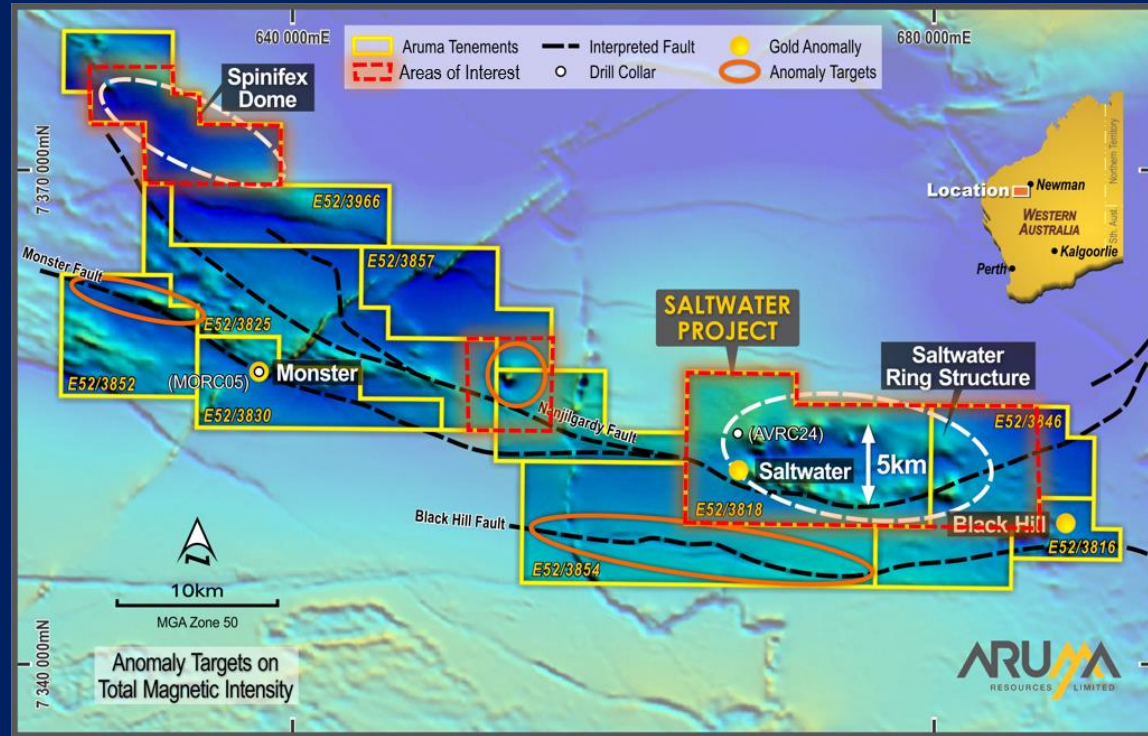 640 000mE
680 000mE
Aruma Tenements
Interpreted Fault
Gold Anomally
Areas of Interest
Drill Collar
Anomaly Targets
Spinifex
Dome
7 370 000mN
Northern Territory
Sth. Aust.
Location
Newman
WESTERN
AUSTRALIA
Kalgoorlie
Perth
E52/3966
Monster Fault
E52/3857
SALTWATER
PROJECT
E52/3825
Saltwater
Ring Structure
(MORC05)
Monster
E52/3852
E52/3830
Nanjilgardy Fault
E52/3846
(AVRC24)
5km
Saltwater
E52/3818
Black Hill Fault
Black Hill
E52/3816
E52/3854
N
10km
MGA Zone 50
Anomaly Targets on
Total Magnetic Intensity
7 340 000mN
ARUMA
RESOURCES LIMITED